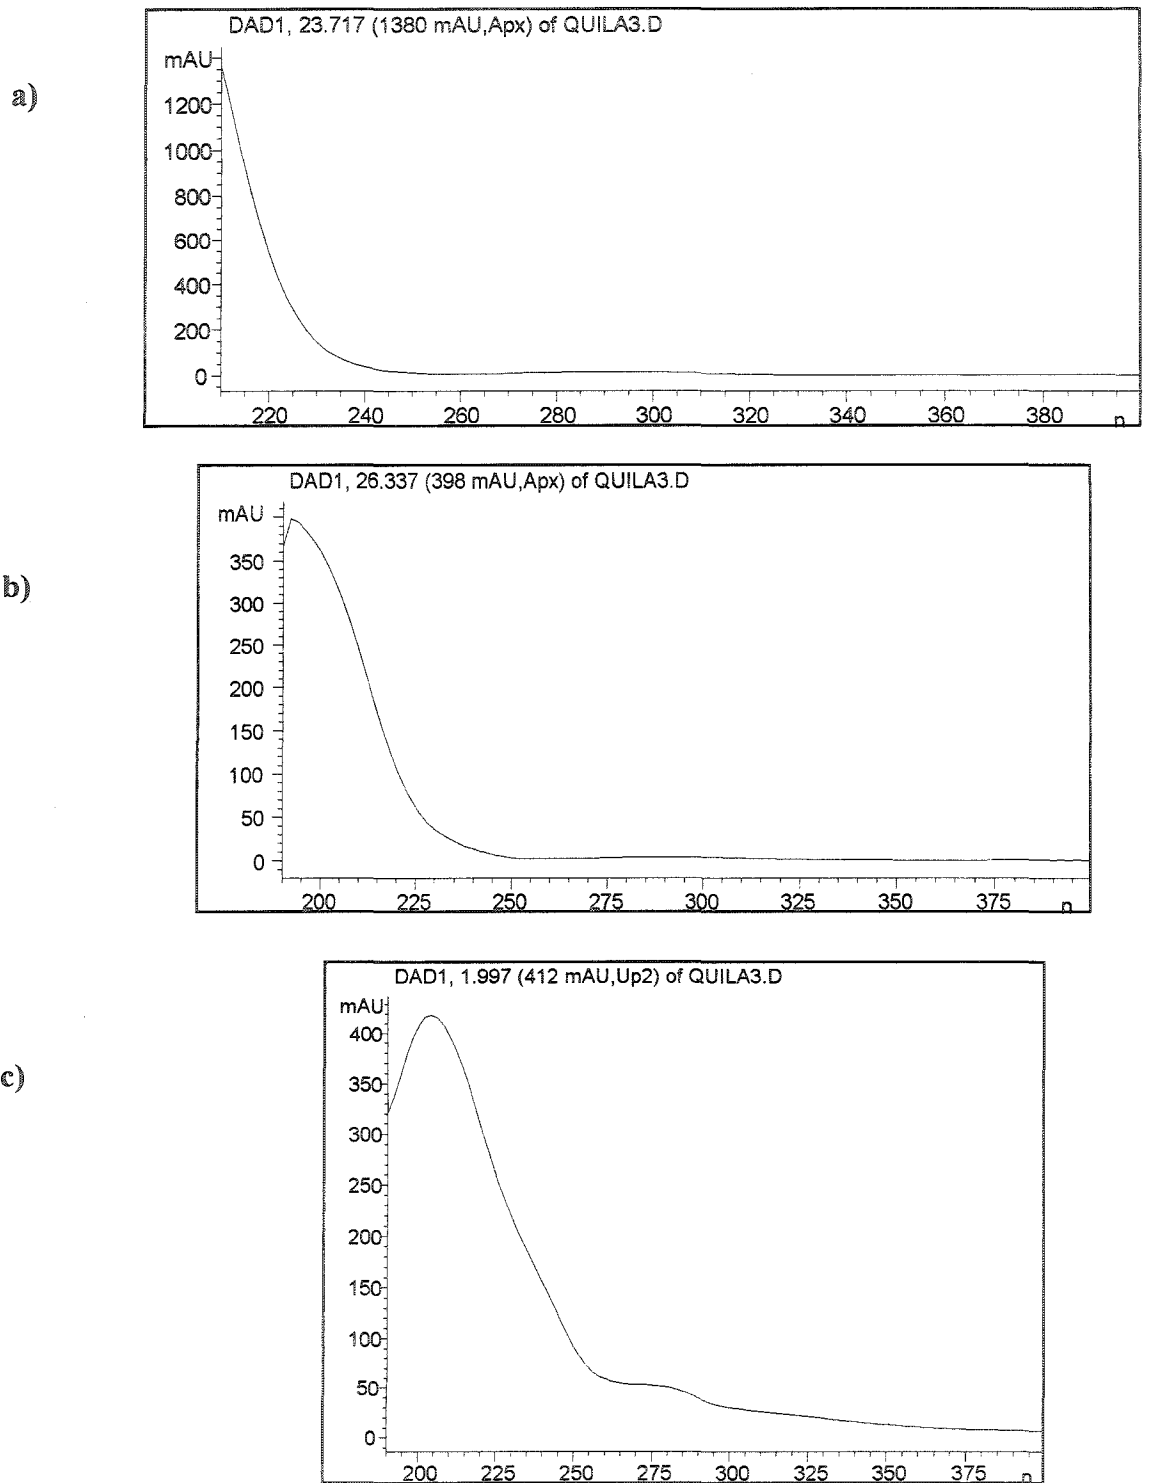 a)
DAD1, 23.717 (1380 mAU,Apx) of QUILA3.D
mAU
1200
1000
800
600
400
200
0
220 240 260 280 300 320 340 360 380 n
b)
DAD1, 26.337 (398 mAU,Apx) of QUILA3.D
mAU
350
300
250
200
150
100
50
0
200 225 250 275 300 325 350 375 n
c)
DAD1, 1.997 (412 mAU,Up2) of QUILA3.D
mAU
400
350
300
250
200
150
100
50
0
200 225 250 275 300 325 350 375 n